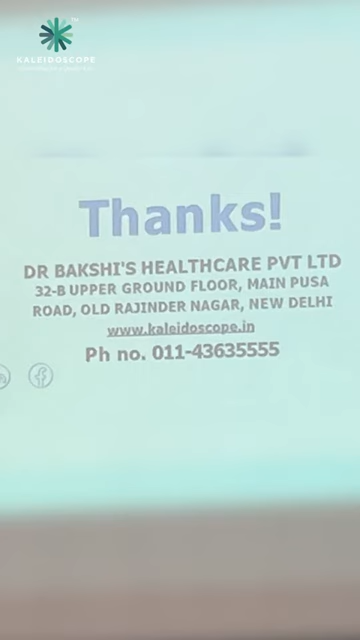 TM
KALEIDOSCOPE
Thanks!
DR BAKSHI'S HEALTHCARE PVT LTD
32-B UPPER GROUND FLOOR, MAIN PUSA
ROAD, OLD RAJINDER NAGAR, NEW DELHI
www.kaleidoscope.in
Ph no. 011-43635555